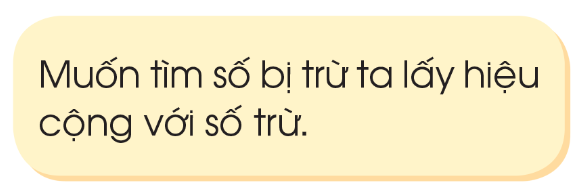 Muốn tìm số bị trừ ta lấy hiệu
cộng với số trừ.